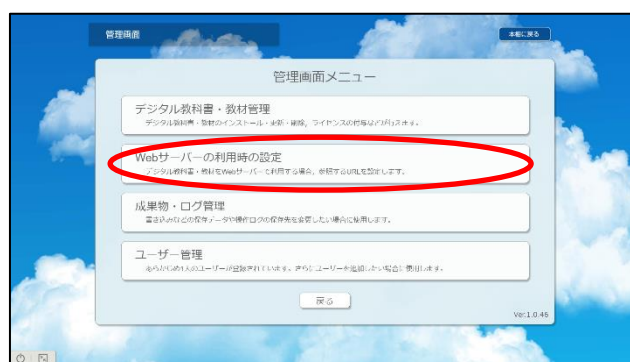 管理画面
本棚に戻る
管理画面メニュー
デジタル教科書・教材管理
デジタル教科書・教材のインストール・更新・削除、ライセンスの付与などが行えます。
Webサーバーの利用時の設定
デジタル教科書・教材をWebサーバーで利用する場合、参照するURLを設定します。
成果物・ログ管理
書き込みなどの保存データや操作ログの保存先を変更したい場合に使用します。
ユーザー管理
あらかじめ1人のユーザーが登録されています。さらにユーザーを追加したい場合に使用します。
戻る
Ver.1.0.46